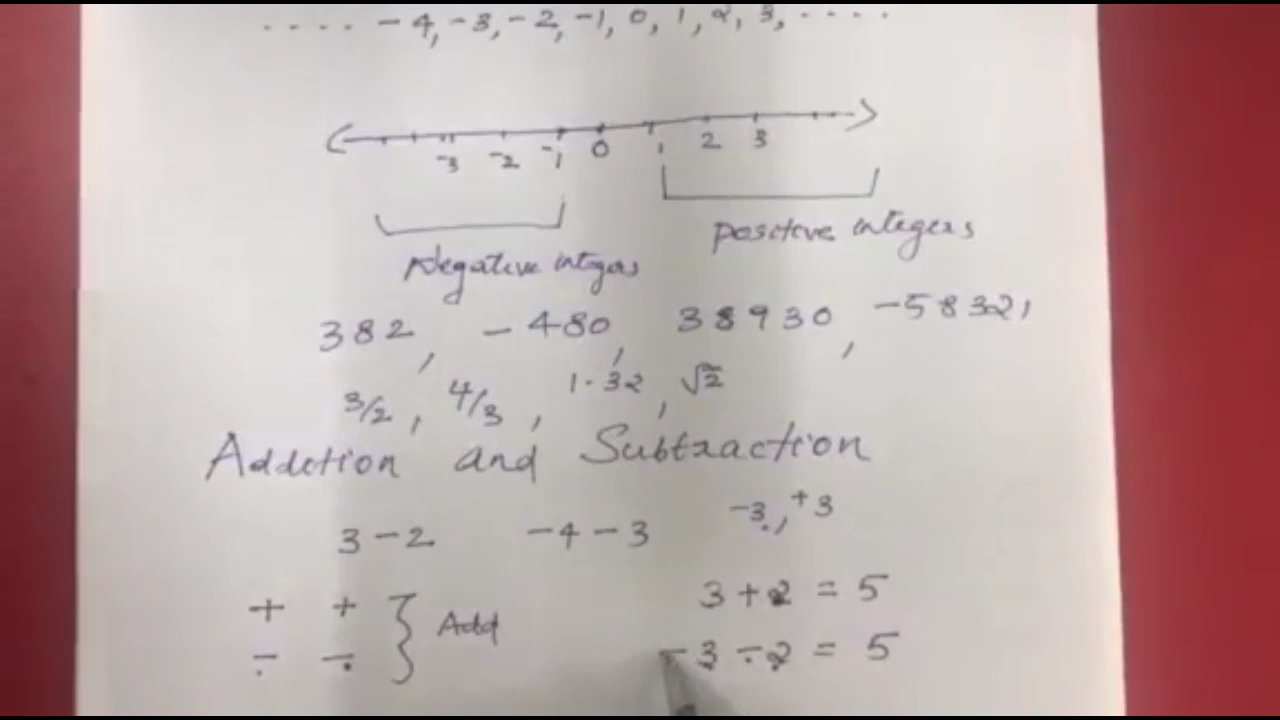 .... -4, -3, -2, -1, 0, 1, 2, 3, ....
-3 -2 -1 0 1 2 3
Negative integers positive integers
382, -480, 38930, -58321
3/2, 4/3, 1.32, √2
Addition and Subtraction
3-2 -4-3 -3, +3
+ + } Add 3+2 = 5
- - -3-2 = 5